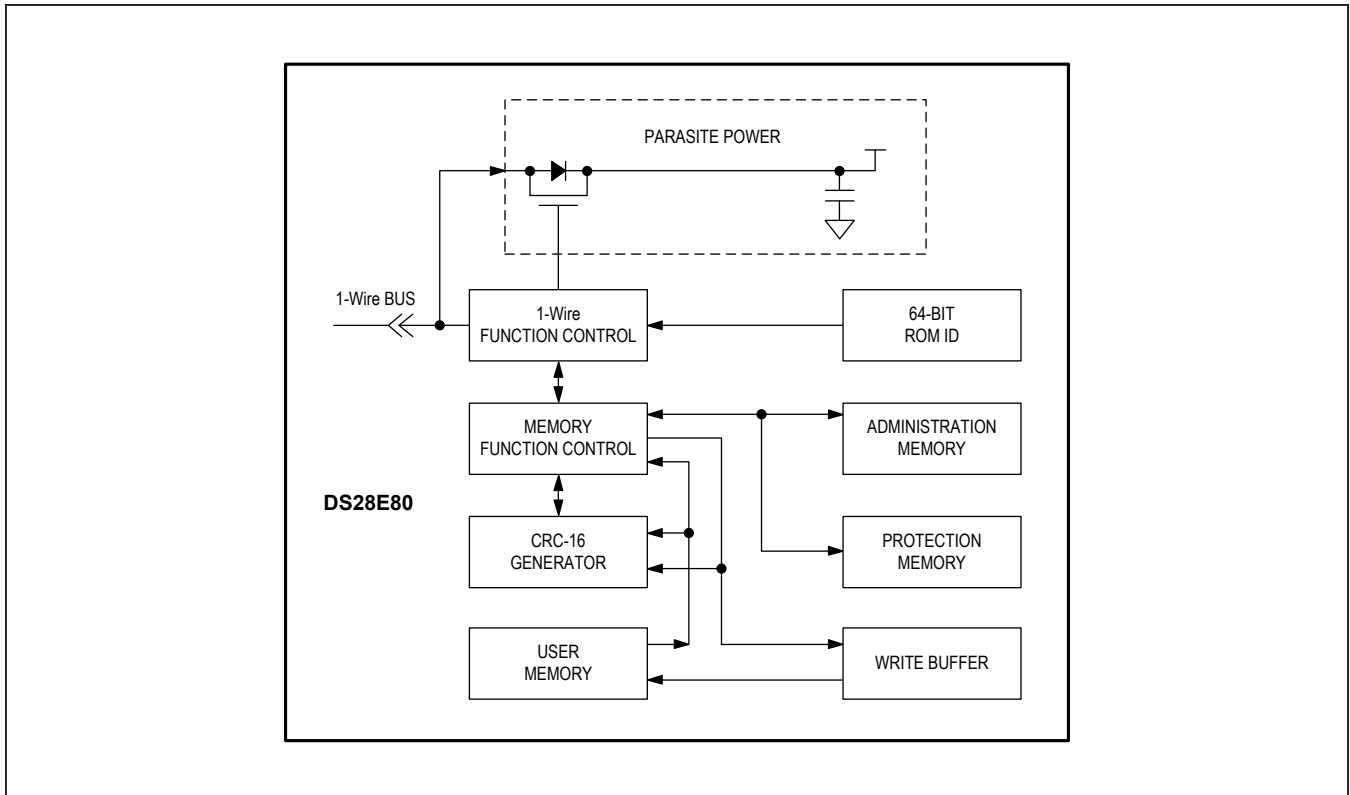 PARASITE POWER
1-Wire BUS
1-Wire
FUNCTION CONTROL
64-BIT
ROM ID
MEMORY
FUNCTION CONTROL
ADMINISTRATION
MEMORY
DS28E80
CRC-16
GENERATOR
PROTECTION
MEMORY
USER
MEMORY
WRITE BUFFER